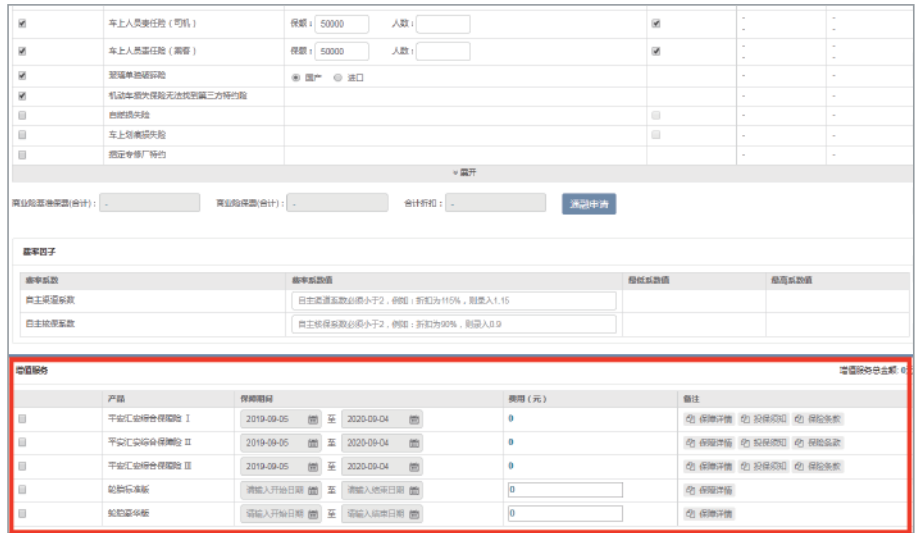 车上人员责任险（司机） 保额： 50000 人数：
- -
- -
车上人员责任险（乘客） 保额： 50000 人数： - -
玻璃单独破碎险 国产 进口 - -
机动车损失保险无法找到第三方特约险 - -
自燃损失险 - -
车上划痕损失险 - -
指定专修厂特约 - -
展开
商业险基准保费(合计)： - 商业险保费(合计)： - 合计折扣： - 通融申请
费率因子
费率系数 费率系数值 最低系数值 最高系数值
自主渠道系数 自主渠道系数必须小于2，例如：折扣为115%，则录入1.15
自主核保系数 自主核保系数必须小于2，例如：折扣为90%，则录入0.9
增值服务 增值服务总金额: 0元
产品 保障期间 费用（元） 备注
平安汇安综合保障险 I 2019-09-05 至 2020-09-04 0 保障详情 投保须知 保险条款
平安汇安综合保障险 II 2019-09-05 至 2020-09-04 0 保障详情 投保须知 保险条款
平安汇安综合保障险 III 2019-09-05 至 2020-09-04 0 保障详情 投保须知 保险条款
轮胎标准版 请输入开始日期 至 请输入结束日期 0 保障详情
轮胎豪华版 请输入开始日期 至 请输入结束日期 0 保障详情